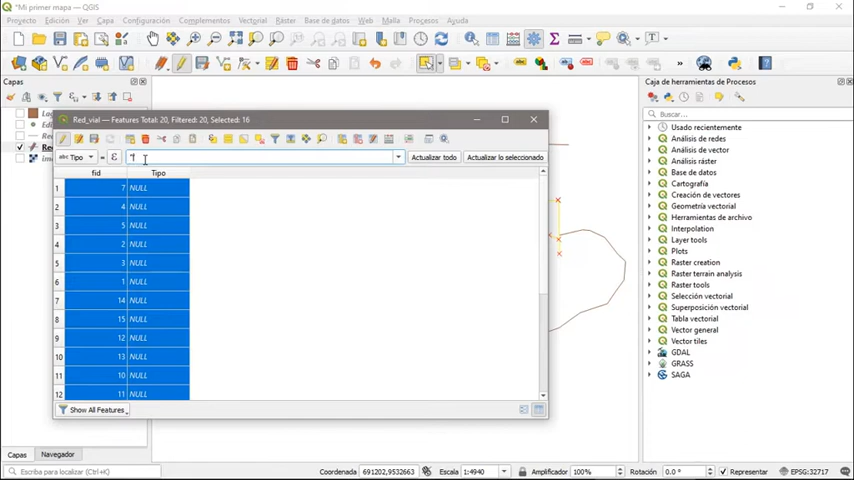 "Mi primer mapa — QGIS
Proyecto Edición Ver Capa Configuración Complementos Vectorial Ráster Base de datos Web Malla Procesos Ayuda
Capas
Caja de herramientas de Procesos
Buscar...
Usado recientemente
Análisis de redes
Análisis de vector
Análisis ráster
Base de datos
Cartografía
Creación de vectores
Geometría vectorial
Herramientas de archivo
Interpolation
Layer tools
Plots
Raster creation
Raster terrain analysis
Raster tools
Selección vectorial
Superposición vectorial
Tabla vectorial
Vector general
Vector tiles
GDAL
GRASS
SAGA
Red_vial — Features Total: 20, Filtered: 20, Selected: 16
abc Tipo = ε Actualizar todo Actualizar lo seleccionado
fid Tipo
1 7 NULL
2 4 NULL
3 5 NULL
4 2 NULL
5 3 NULL
6 1 NULL
7 14 NULL
8 15 NULL
9 12 NULL
10 13 NULL
11 10 NULL
12 11 NULL
Show All Features
Capas Navegador
Escriba para localizar (Ctrl+K) Coordenada 691202,9532663 Escala 1:4940 Amplificador 100% Rotación 0.0 ° Representar EPSG:32717